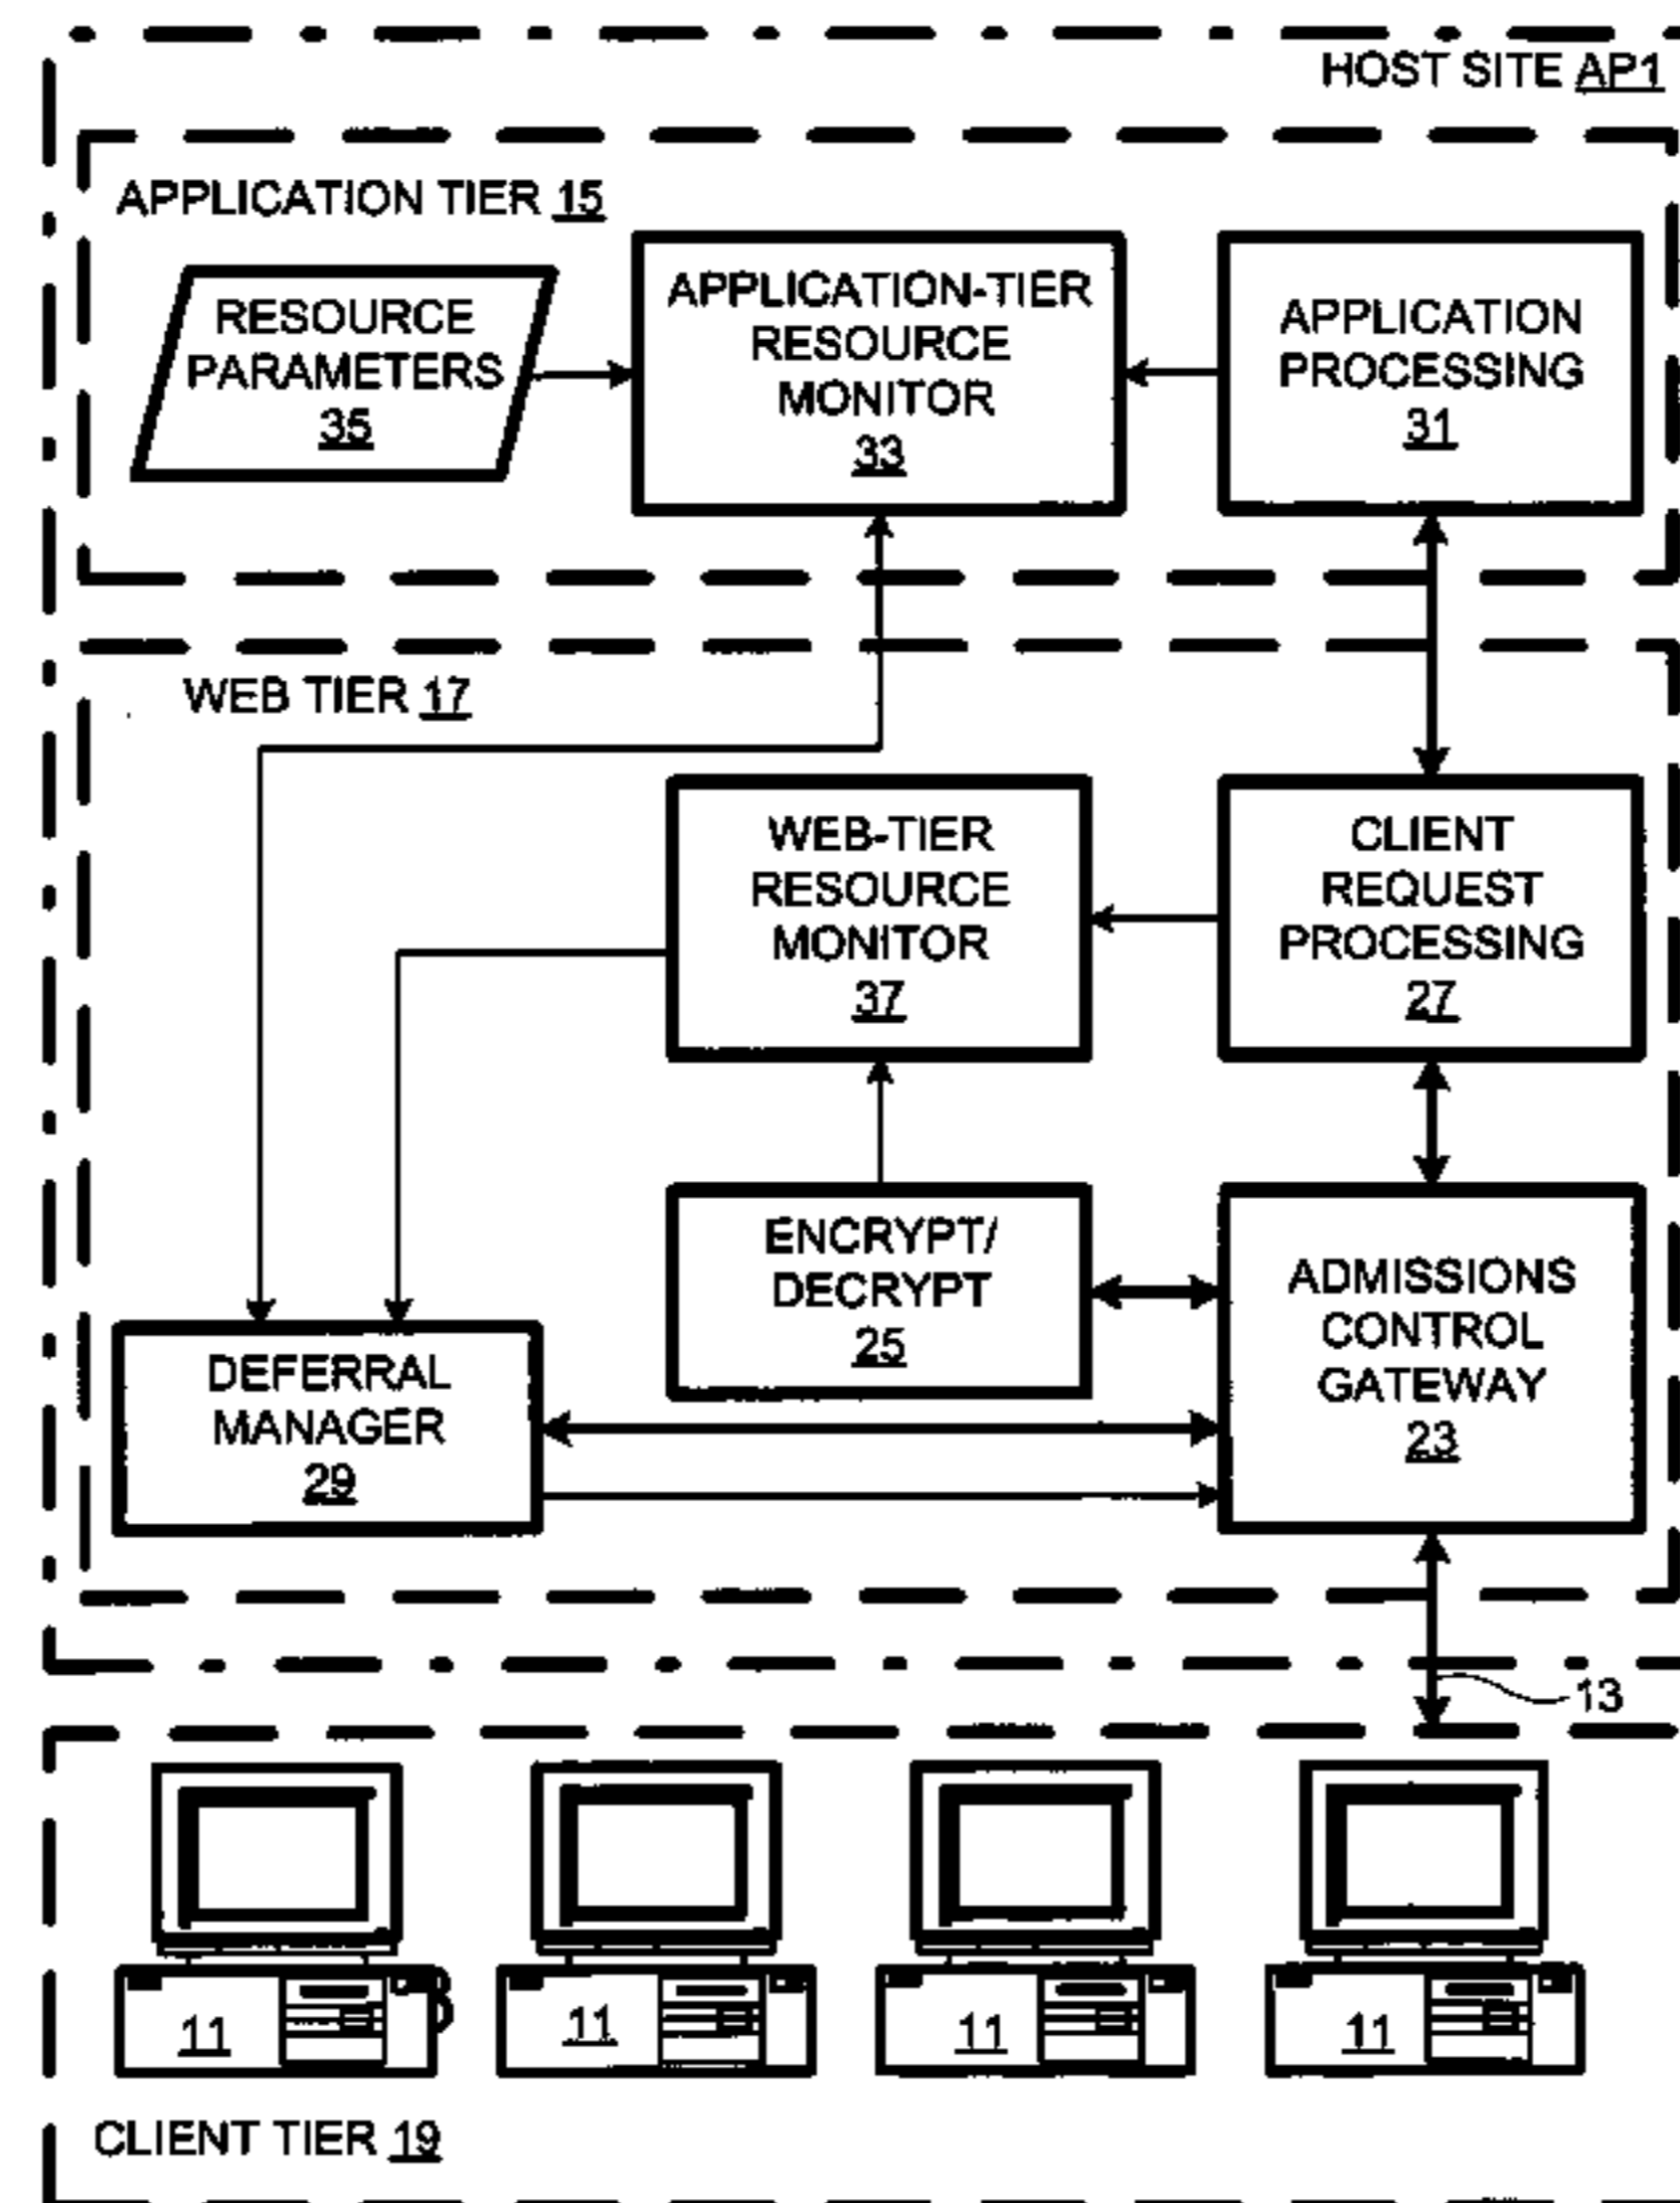 HOST SITE AP1
APPLICATION TIER 15
RESOURCE
PARAMETERS
35
APPLICATION-TIER
RESOURCE
MONITOR
33
APPLICATION
PROCESSING
31
WEB TIER 17
WEB-TIER
RESOURCE
MONITOR
37
CLIENT
REQUEST
PROCESSING
27
ENCRYPT/
DECRYPT
25
ADMISSIONS
CONTROL
GATEWAY
23
DEFERRAL
MANAGER
29
13
11
11
11
11
CLIENT TIER 19